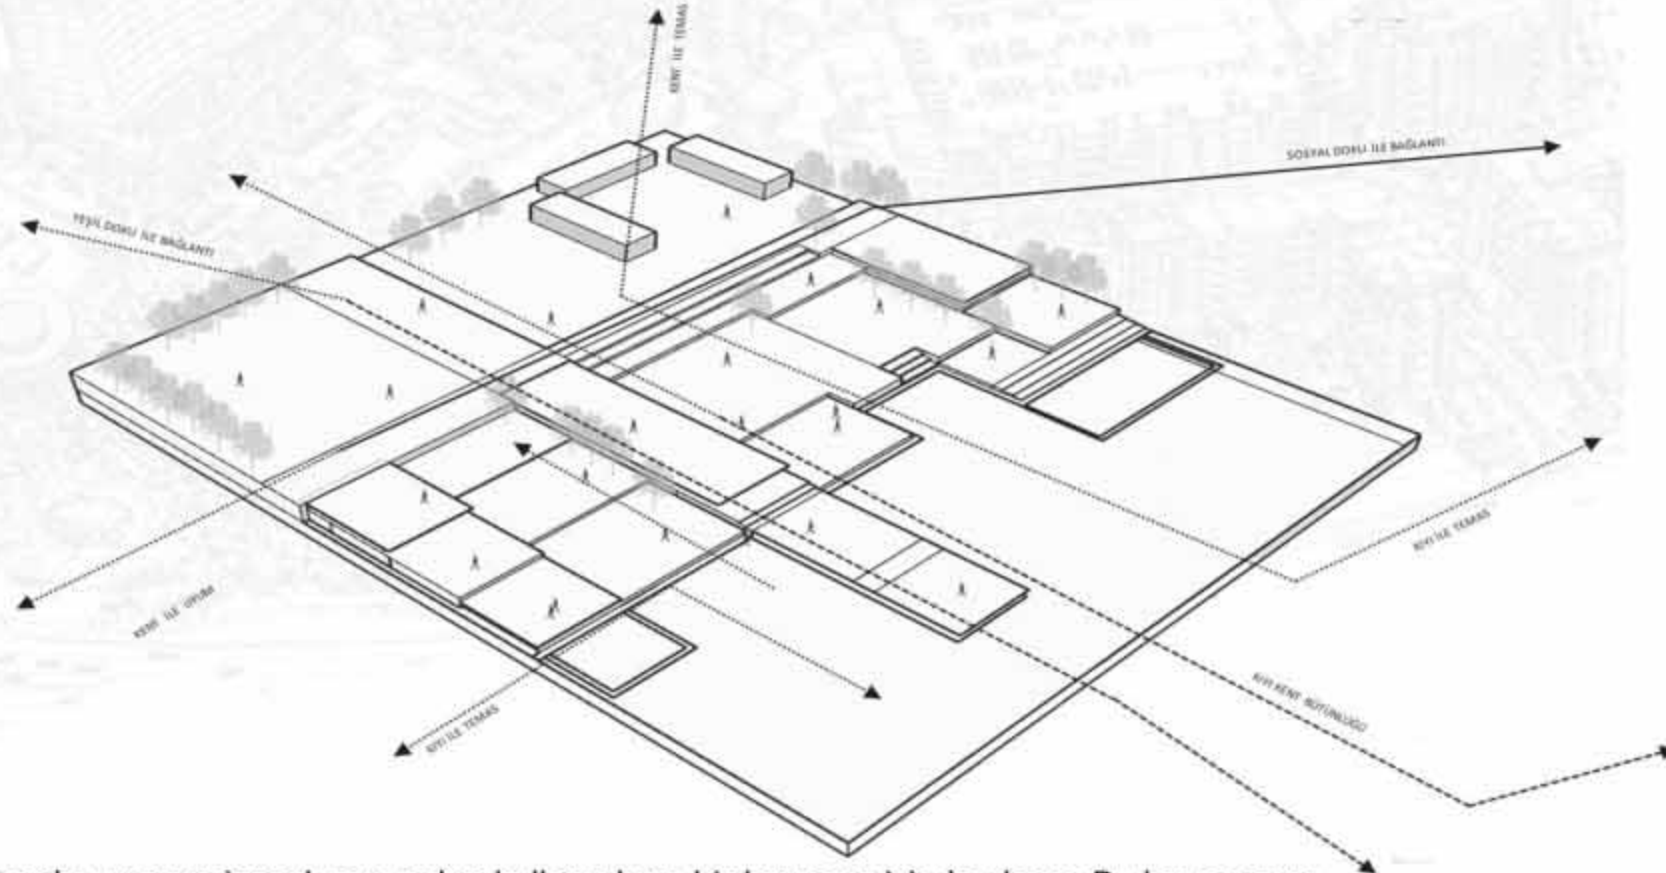 KENT İLE TEMAS
SOSYAL DOKU İLE BAĞLANTI
YEŞİL DOKU İLE BAĞLANTI
KIYI İLE TEMAS
KENT İLE UYUM
KIYI KENT BÜTÜNLÜĞÜ
KIYI İLE TEMAS